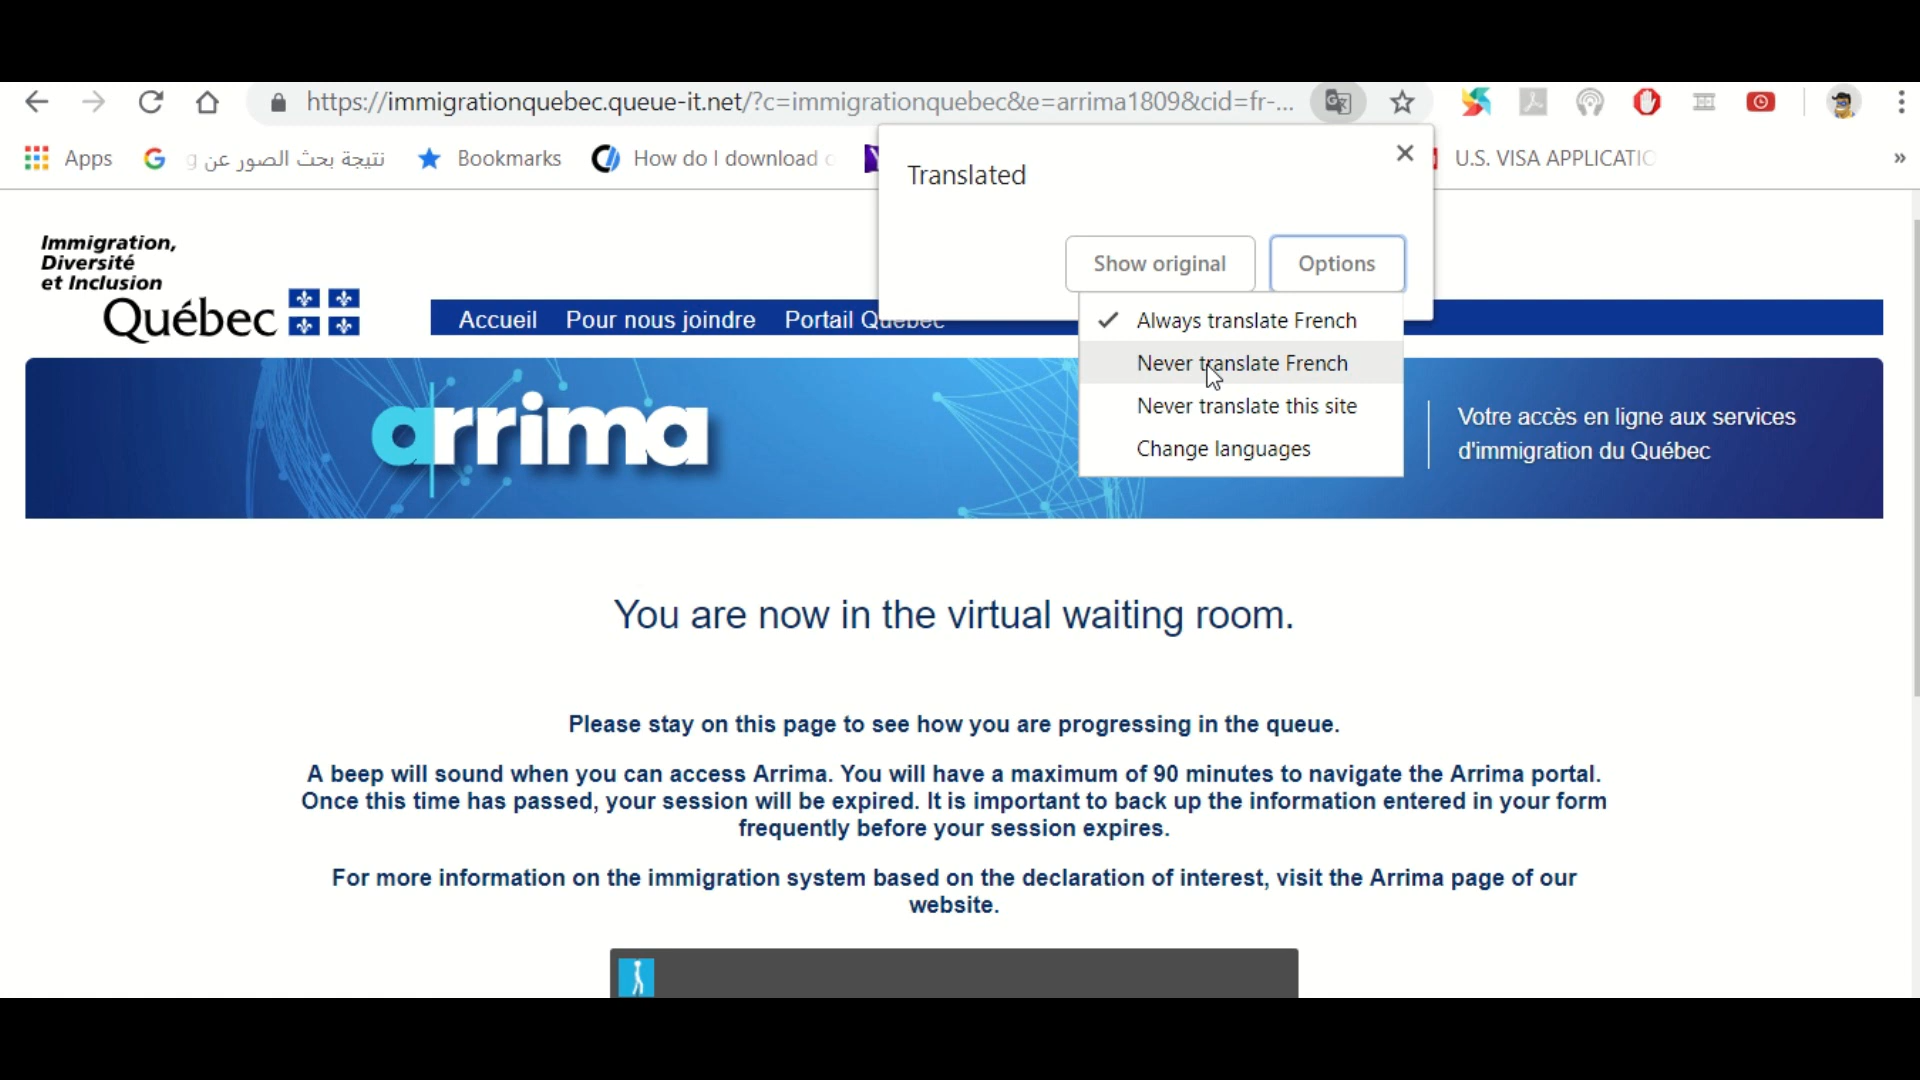 https://immigrationquebec.queue-it.net/?c=immigrationquebec&e=arrima1809&cid=fr-...
Apps
نتيجة بحث الصور عن g
Bookmarks
How do I download
U.S. VISA APPLICATIO
»
Translated
Show original
Options
Always translate French
Never translate French
Never translate this site
Change languages
Immigration,
Diversité
et Inclusion
Québec
Accueil Pour nous joindre Portail Québec
arrima
Votre accès en ligne aux services
d'immigration du Québec
You are now in the virtual waiting room.
Please stay on this page to see how you are progressing in the queue.
A beep will sound when you can access Arrima. You will have a maximum of 90 minutes to navigate the Arrima portal.
Once this time has passed, your session will be expired. It is important to back up the information entered in your form
frequently before your session expires.
For more information on the immigration system based on the declaration of interest, visit the Arrima page of our
website.